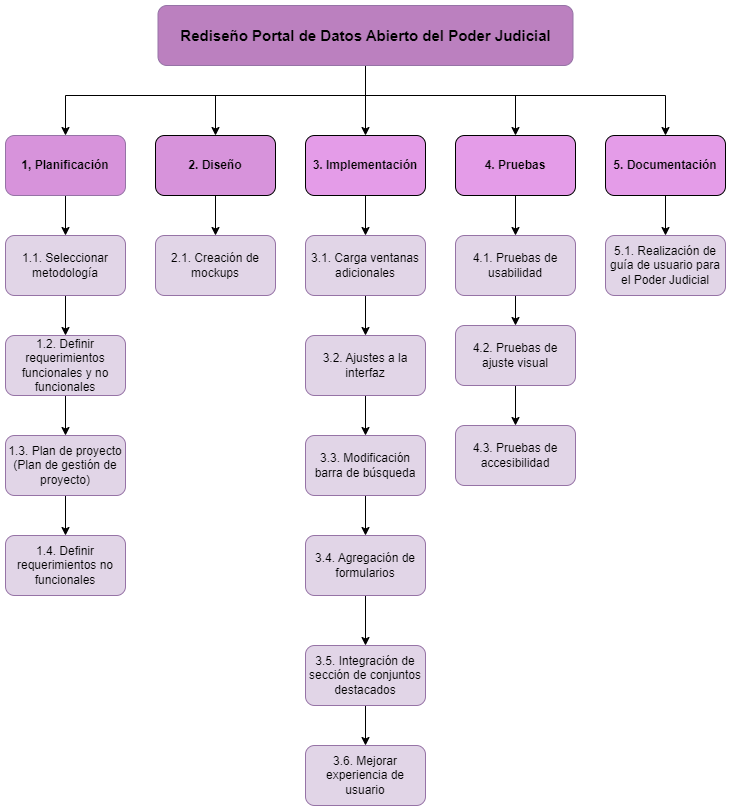 Rediseño Portal de Datos Abierto del Poder Judicial
1, Planificación
2. Diseño
3. Implementación
4. Pruebas
5. Documentación
1.1. Seleccionar
metodología
2.1. Creación de
mockups
3.1. Carga ventanas
adicionales
4.1. Pruebas de
usabilidad
5.1. Realización de
guía de usuario para
el Poder Judicial
1.2. Definir
requerimientos
funcionales y no
funcionales
3.2. Ajustes a la
interfaz
4.2. Pruebas de
ajuste visual
1.3. Plan de proyecto
(Plan de gestión de
proyecto)
3.3. Modificación
barra de búsqueda
4.3. Pruebas de
accesibilidad
1.4. Definir
requerimientos no
funcionales
3.4. Agregación de
formularios
3.5. Integración de
sección de conjuntos
destacados
3.6. Mejorar
experiencia de
usuario